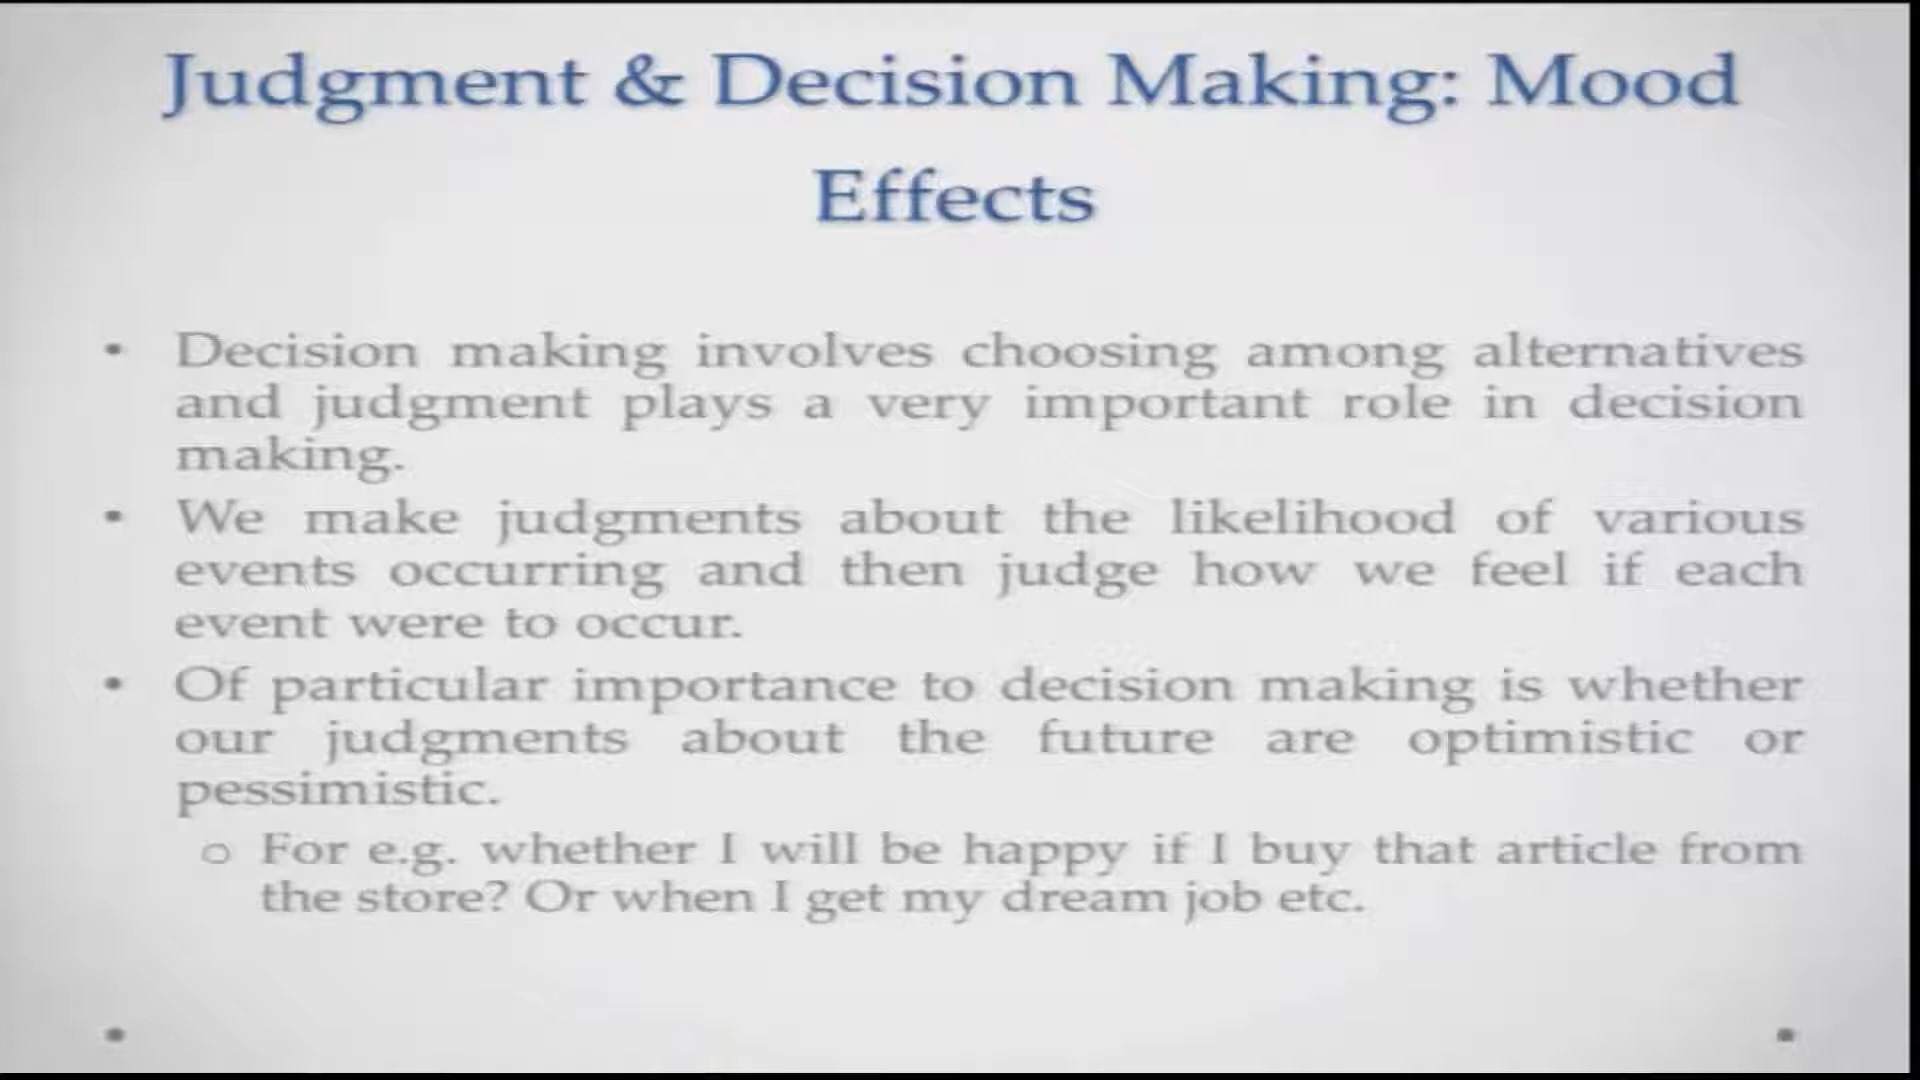 Judgment & Decision Making: Mood
Effects
• Decision making involves choosing among alternatives
and judgment plays a very important role in decision
making.
• We make judgments about the likelihood of various
events occurring and then judge how we feel if each
event were to occur.
• Of particular importance to decision making is whether
our judgments about the future are optimistic or
pessimistic.
o For e.g. whether I will be happy if I buy that article from
the store? Or when I get my dream job etc.